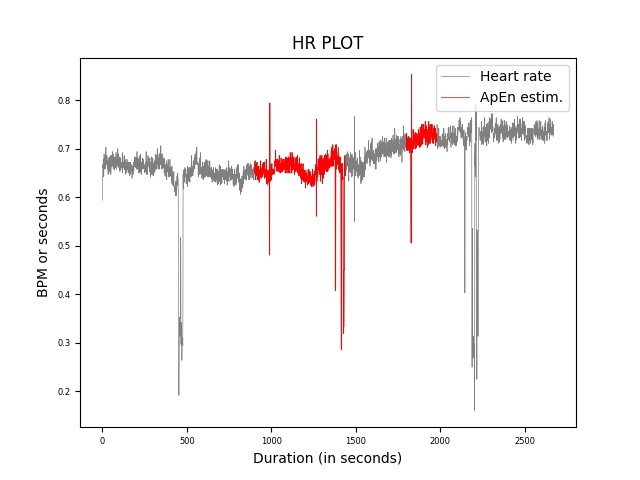 HR PLOT
Heart rate
ApEn estim.
0.8
0.7
0.6
0.5
0.4
0.3
0.2
BPM or seconds
0 500 1000 1500 2000 2500
Duration (in seconds)